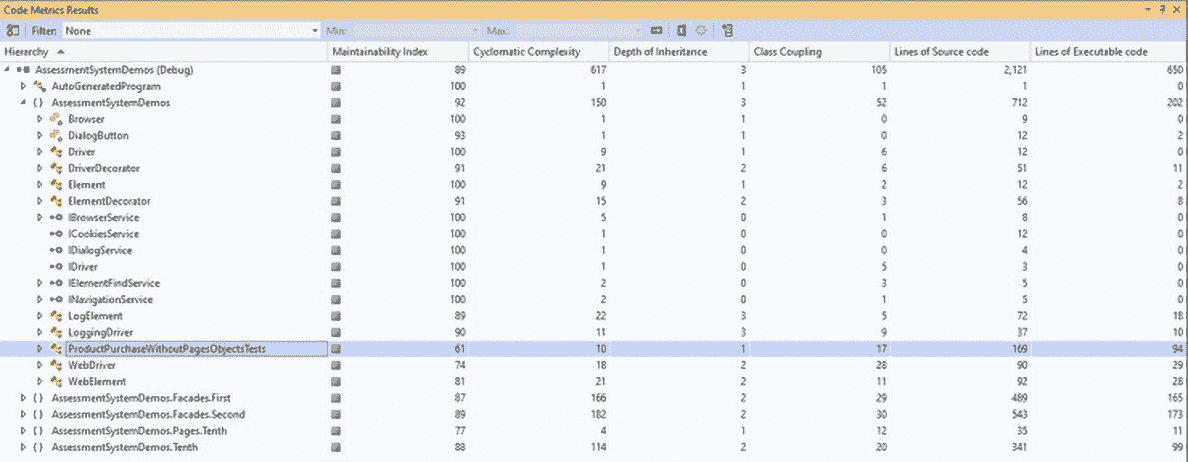 Code Metrics Results
Filter: None Min: Max:
Hierarchy Maintainability Index Cyclomatic Complexity Depth of Inheritance Class Coupling Lines of Source code Lines of Executable code
AssessmentSystemDemos (Debug) 89 617 3 105 2,121 650
AutoGeneratedProgram 100 1 1 1 1 0
{ } AssessmentSystemDemos 92 150 3 52 712 202
Browser 100 1 1 0 9 0
DialogButton 93 1 1 0 12 2
Driver 100 9 1 6 12 0
DriverDecorator 91 21 2 6 51 11
Element 100 9 1 2 12 2
ElementDecorator 91 15 2 3 56 8
IBrowserService 100 5 0 1 8 0
ICookiesService 100 1 0 0 12 0
IDialogService 100 1 0 0 4 0
IDriver 100 1 0 5 3 0
IElementFindService 100 2 0 3 5 0
INavigationService 100 2 0 1 5 0
LogElement 89 22 3 5 72 18
LoggingDriver 90 11 3 9 37 10
ProductPurchaseWithoutPagesObjectsTests 61 10 1 17 169 94
WebDriver 74 18 2 28 90 29
WebElement 81 21 2 11 92 28
{ } AssessmentSystemDemos.Facades.First 87 166 2 29 489 165
{ } AssessmentSystemDemos.Facades.Second 89 182 2 30 543 173
{ } AssessmentSystemDemos.Pages.Tenth 77 4 1 12 35 11
{ } AssessmentSystemDemos.Tenth 88 114 2 20 341 99